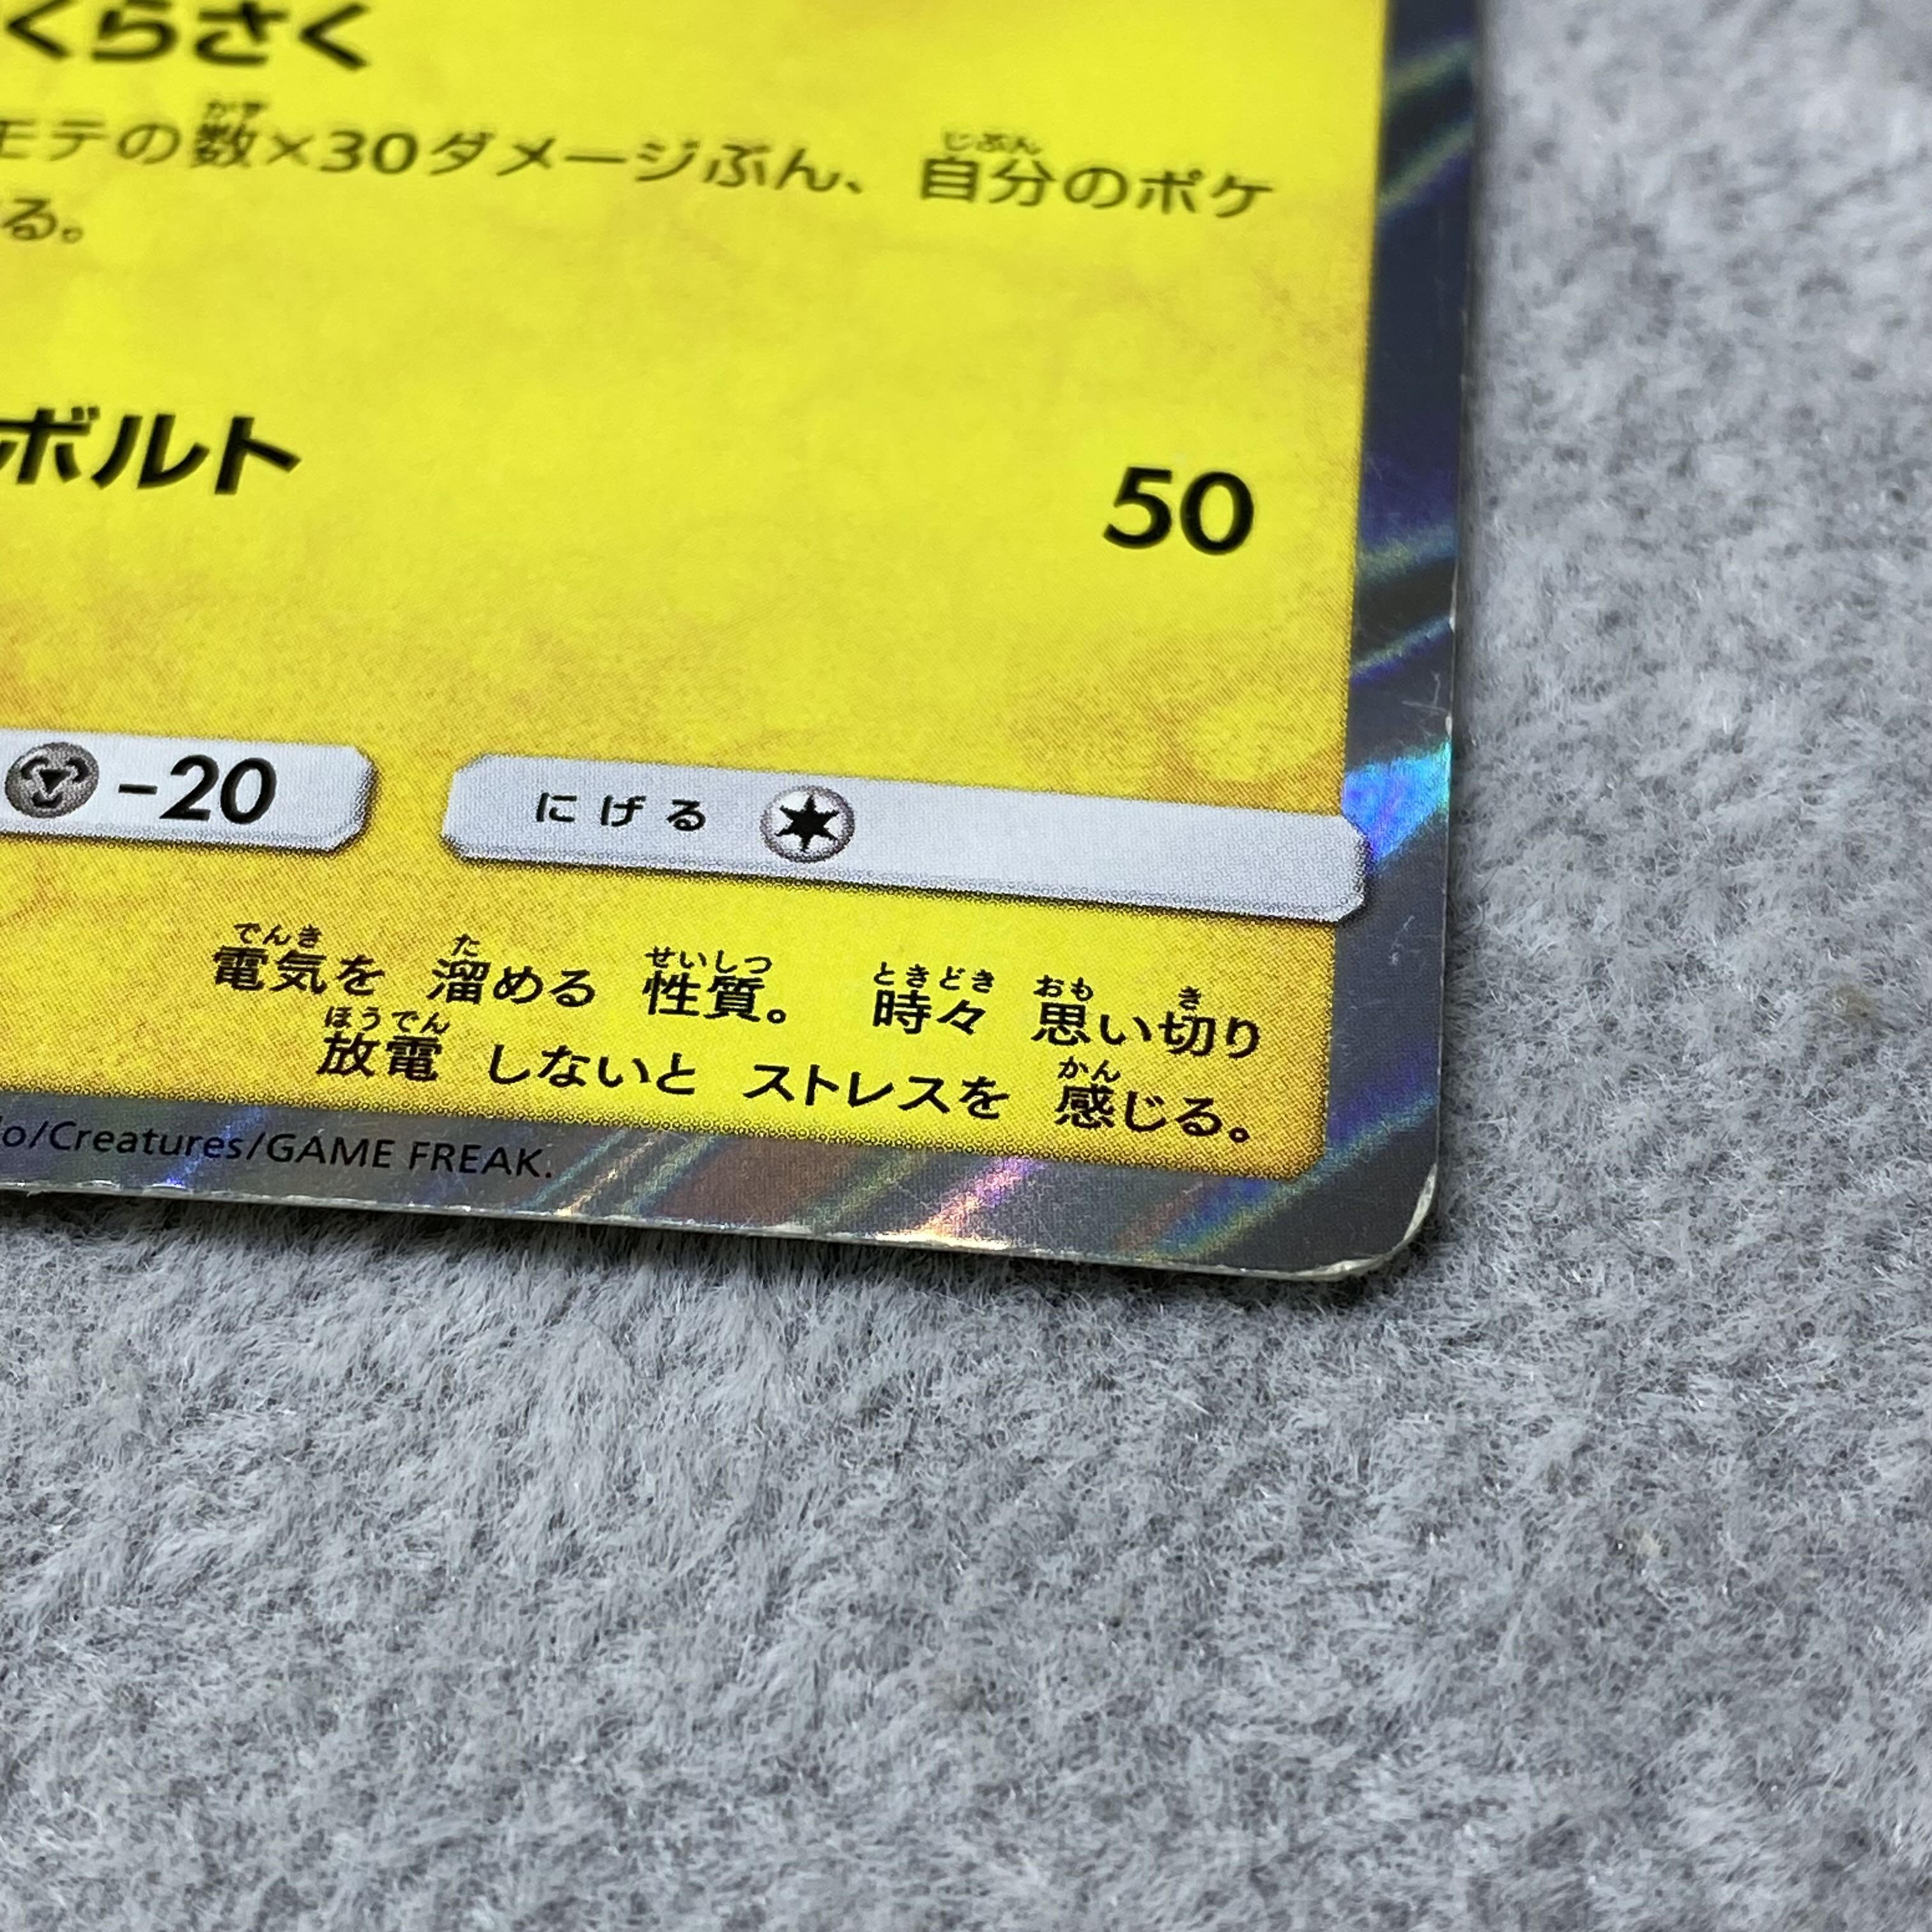 くらさく
モテの数×30ダメージぶん、自分のポケ
る。
ボルト
50
-20
にげる
電気を 溜める 性質。 時々 思い切り
放電 しないと ストレスを 感じる。
do/Creatures/GAME FREAK.